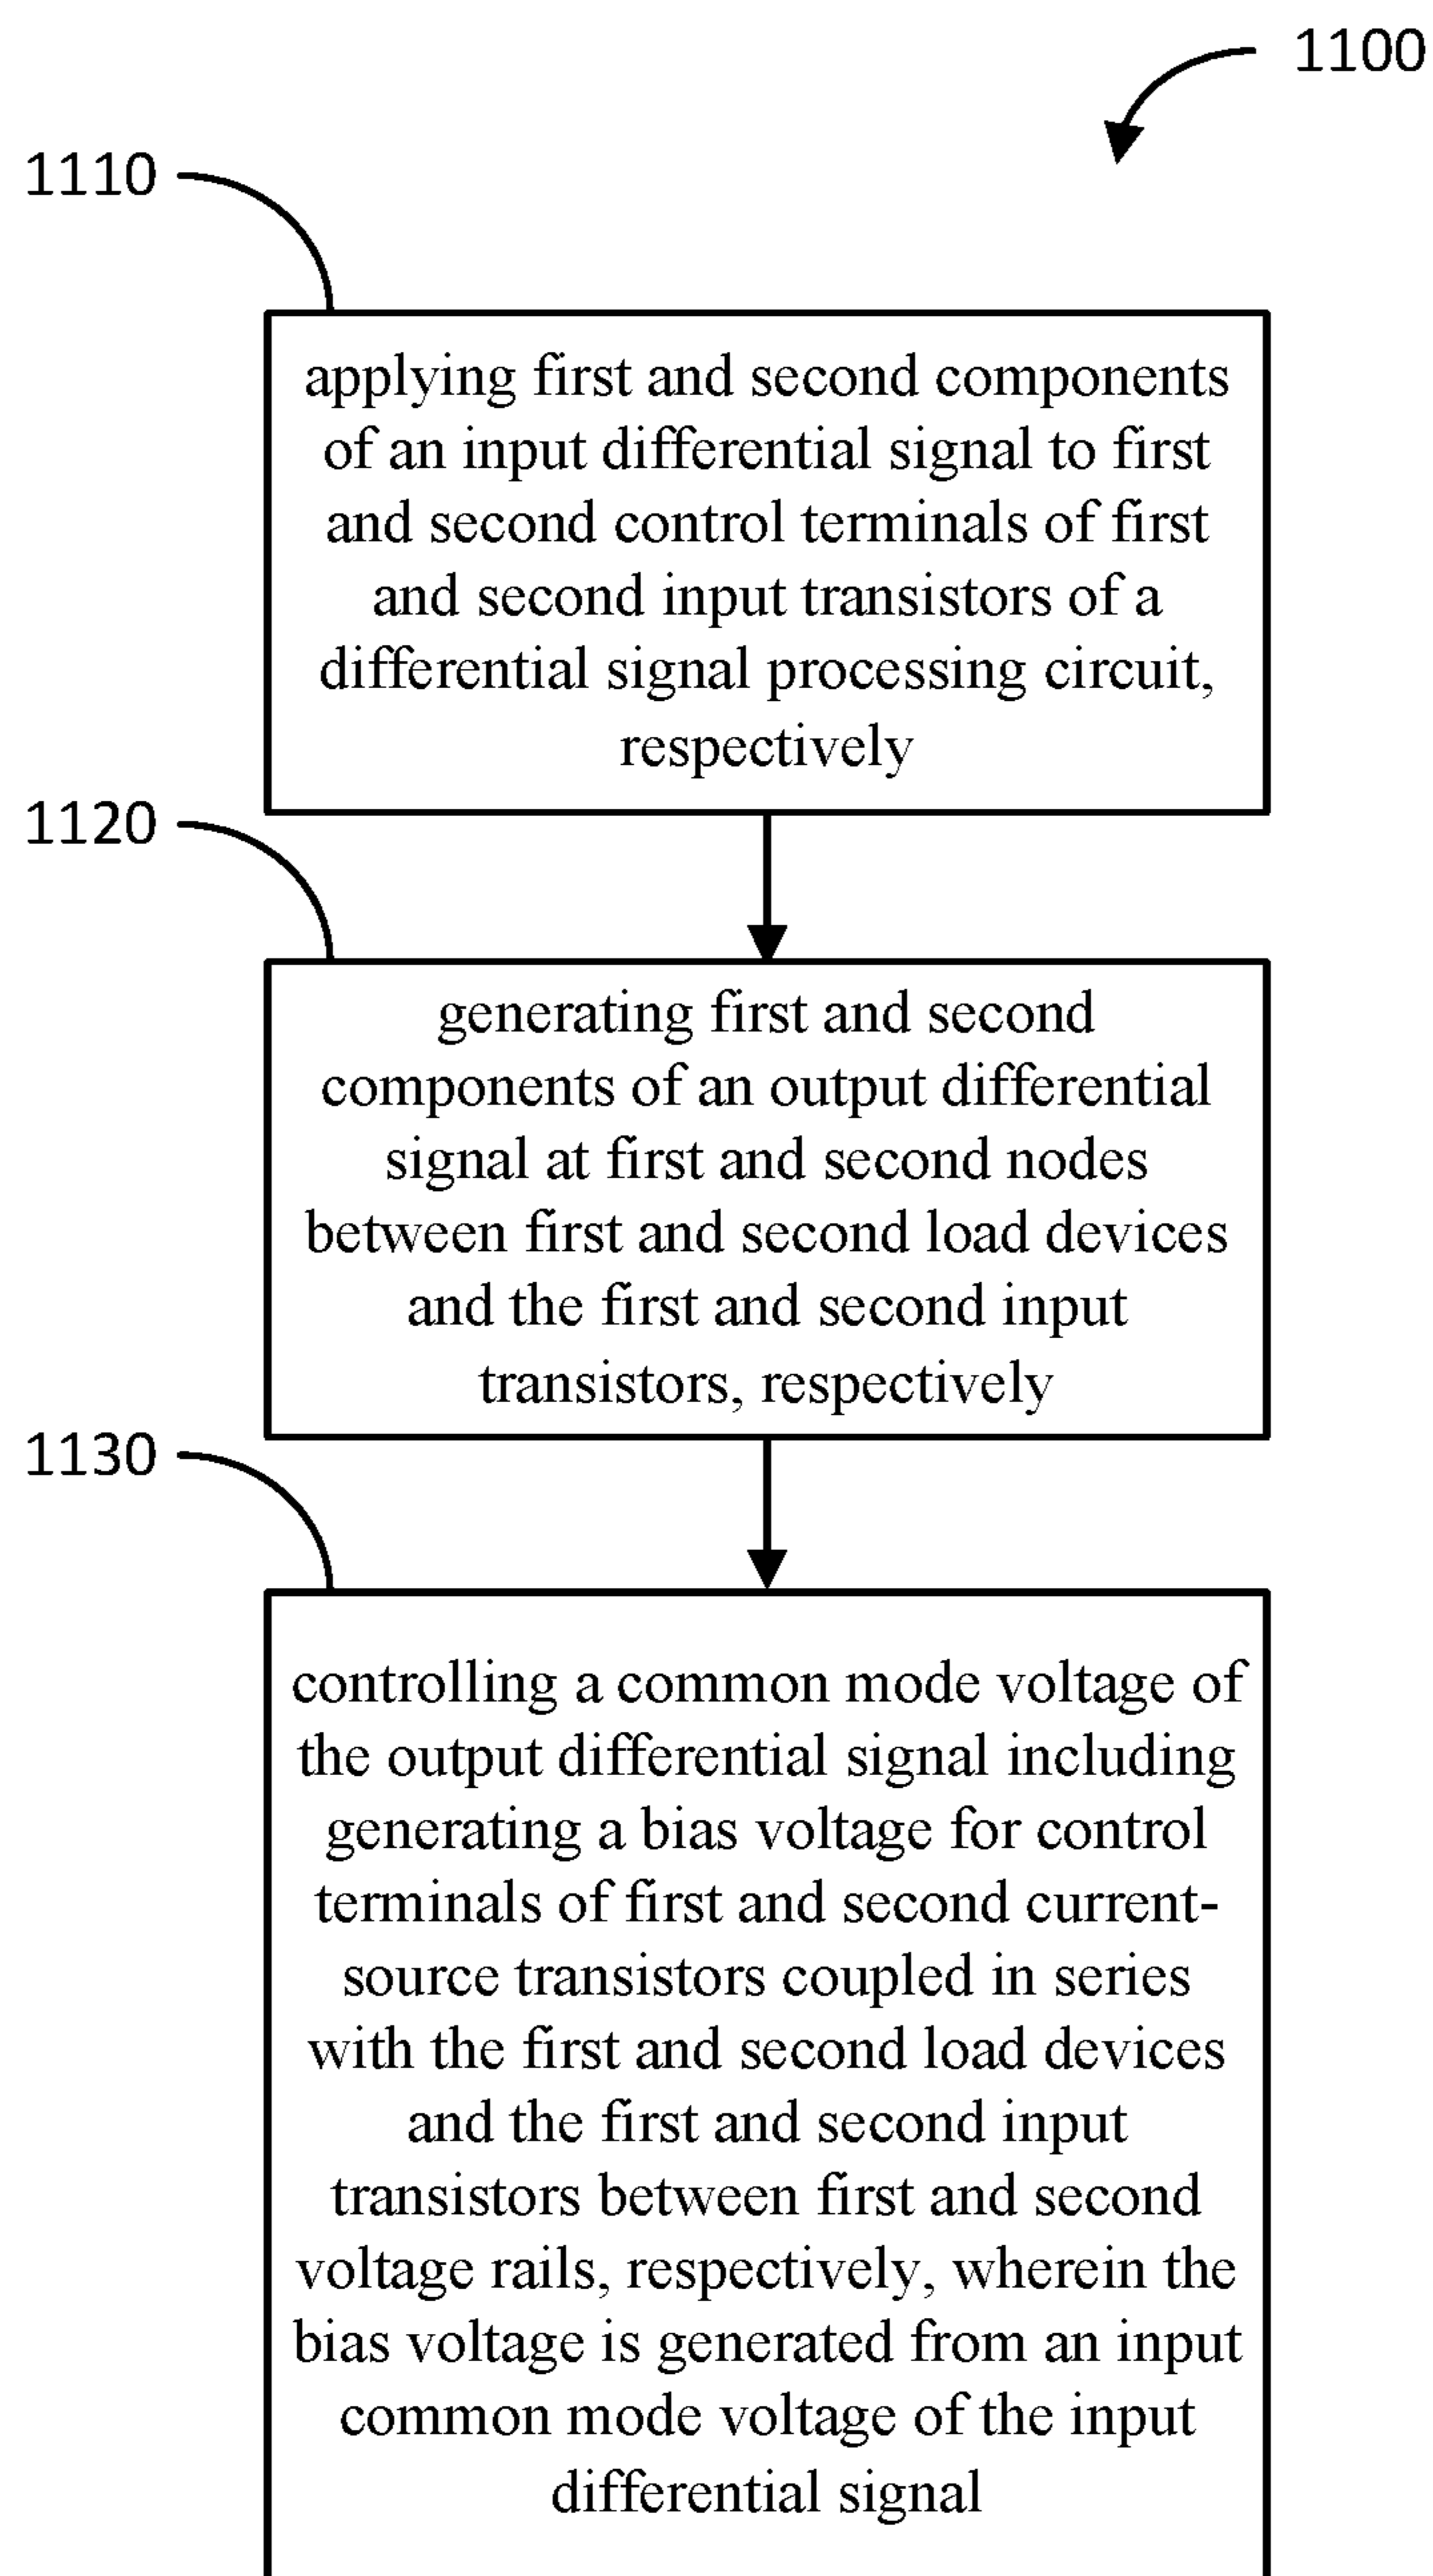 1100
1110
applying first and second components
of an input differential signal to first
and second control terminals of first
and second input transistors of a
differential signal processing circuit,
respectively
1120
generating first and second
components of an output differential
signal at first and second nodes
between first and second load devices
and the first and second input
transistors, respectively
1130
controlling a common mode voltage of
the output differential signal including
generating a bias voltage for control
terminals of first and second current-
source transistors coupled in series
with the first and second load devices
and the first and second input
transistors between first and second
voltage rails, respectively, wherein the
bias voltage is generated from an input
common mode voltage of the input
differential signal